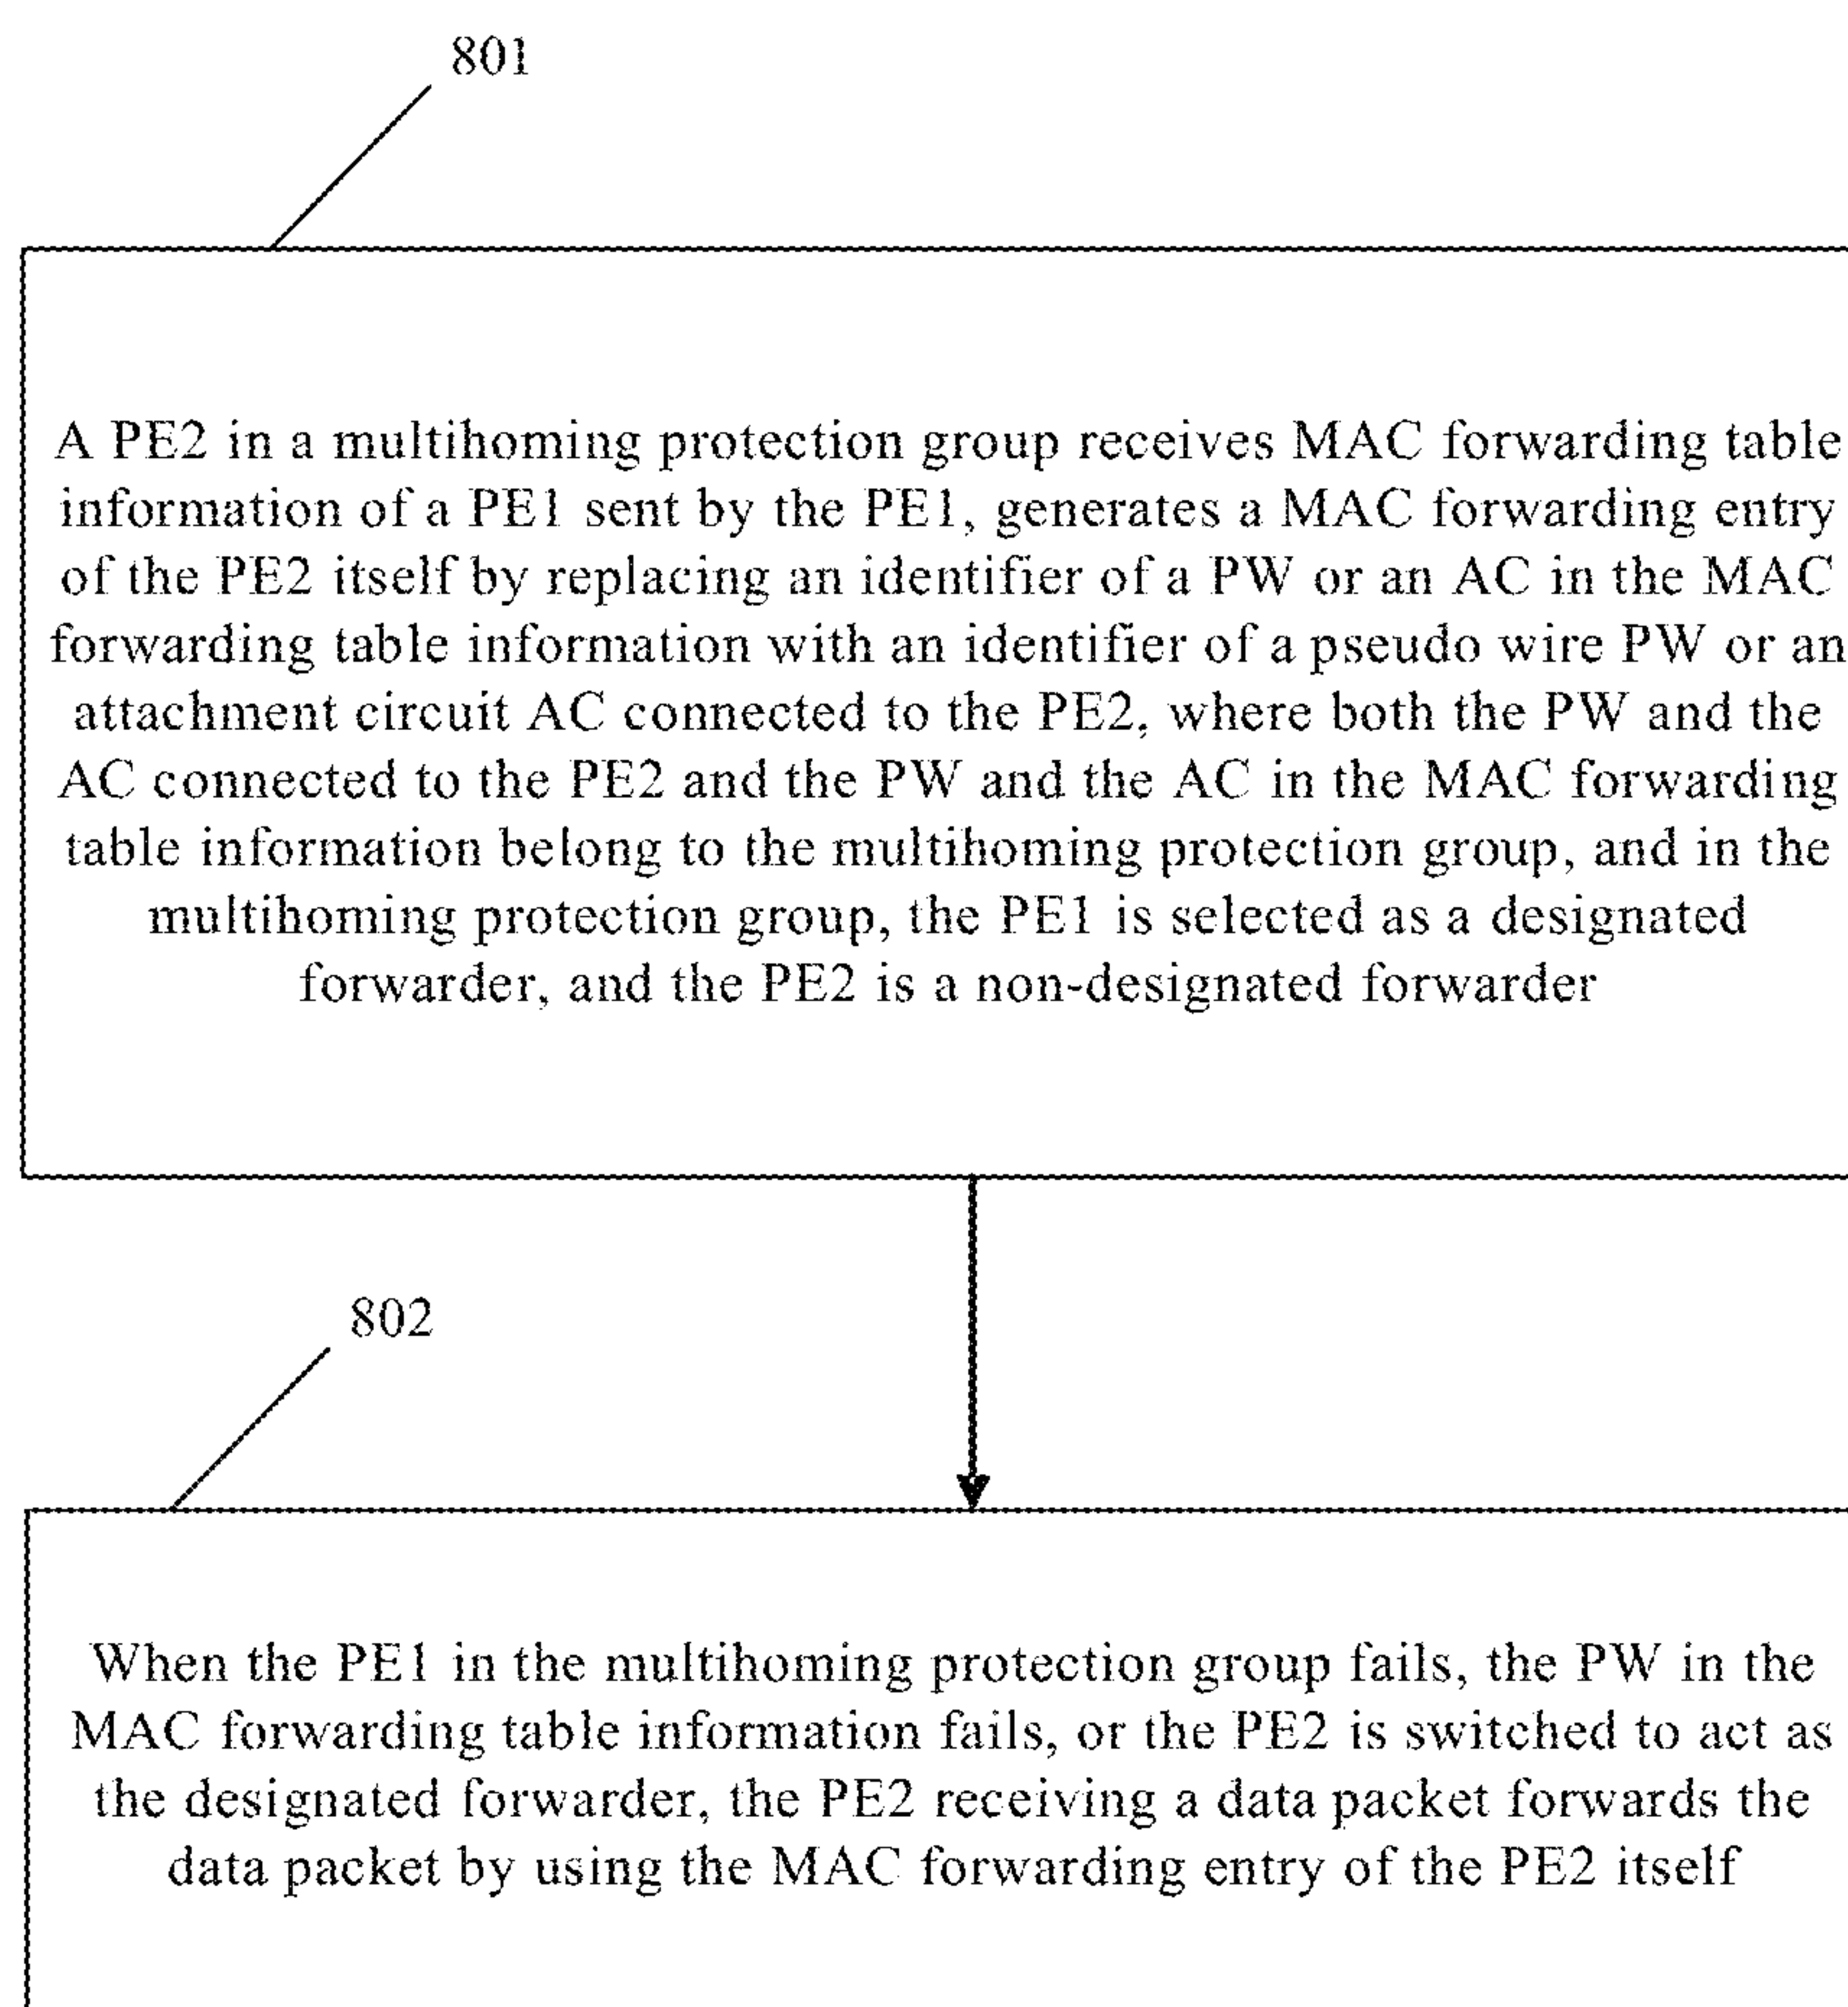 801
A PE2 in a multihoming protection group receives MAC forwarding table
information of a PE1 sent by the PE1, generates a MAC forwarding entry
of the PE2 itself by replacing an identifier of a PW or an AC in the MAC
forwarding table information with an identifier of a pseudo wire PW or an
attachment circuit AC connected to the PE2, where both the PW and the
AC connected to the PE2 and the PW and the AC in the MAC forwarding
table information belong to the multihoming protection group, and in the
multihoming protection group, the PE1 is selected as a designated
forwarder, and the PE2 is a non-designated forwarder
802
When the PE1 in the multihoming protection group fails, the PW in the
MAC forwarding table information fails, or the PE2 is switched to act as
the designated forwarder, the PE2 receiving a data packet forwards the
data packet by using the MAC forwarding entry of the PE2 itself